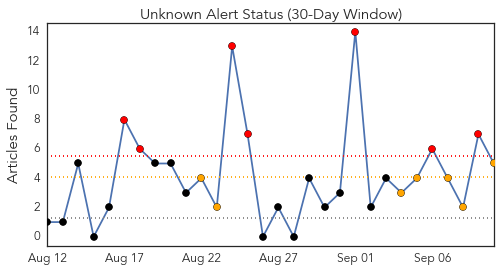 Unknown Alert Status (30-Day Window)
Articles Found
14
12
10
8
6
4
2
0
Aug 12 Aug 17 Aug 22 Aug 27 Sep 01 Sep 06